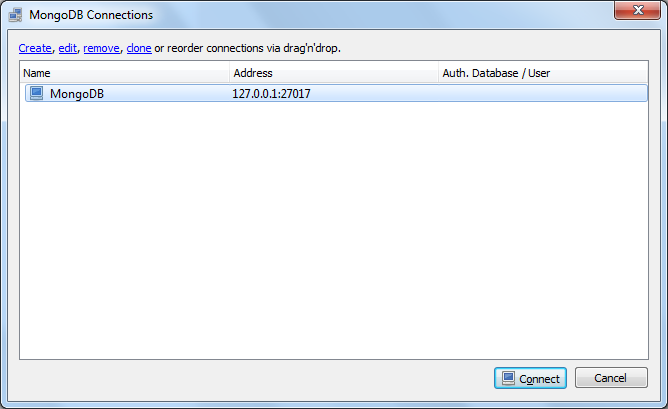 MongoDB Connections
Create, edit, remove, clone or reorder connections via drag'n'drop.
Name Address Auth. Database / User
MongoDB 127.0.0.1:27017
Connect Cancel